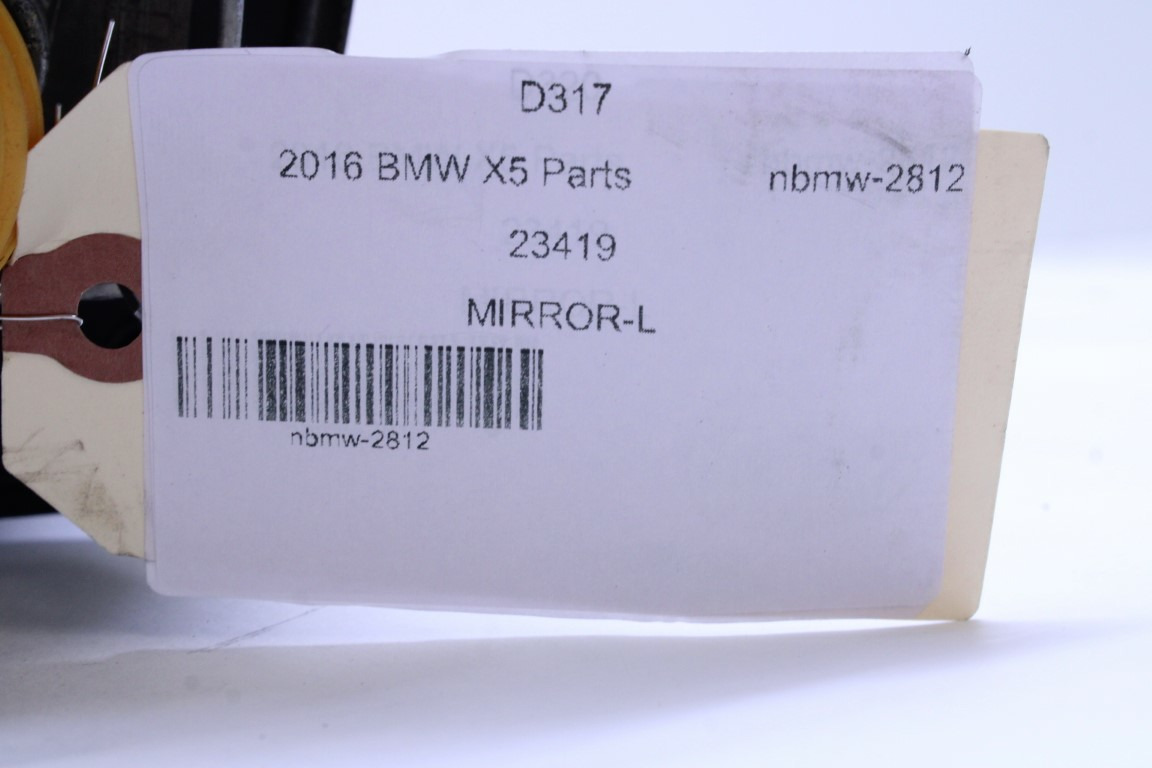 D317
2016 BMW X5 Parts nbmw-2812
23419
MIRROR-L
nbmw-2812